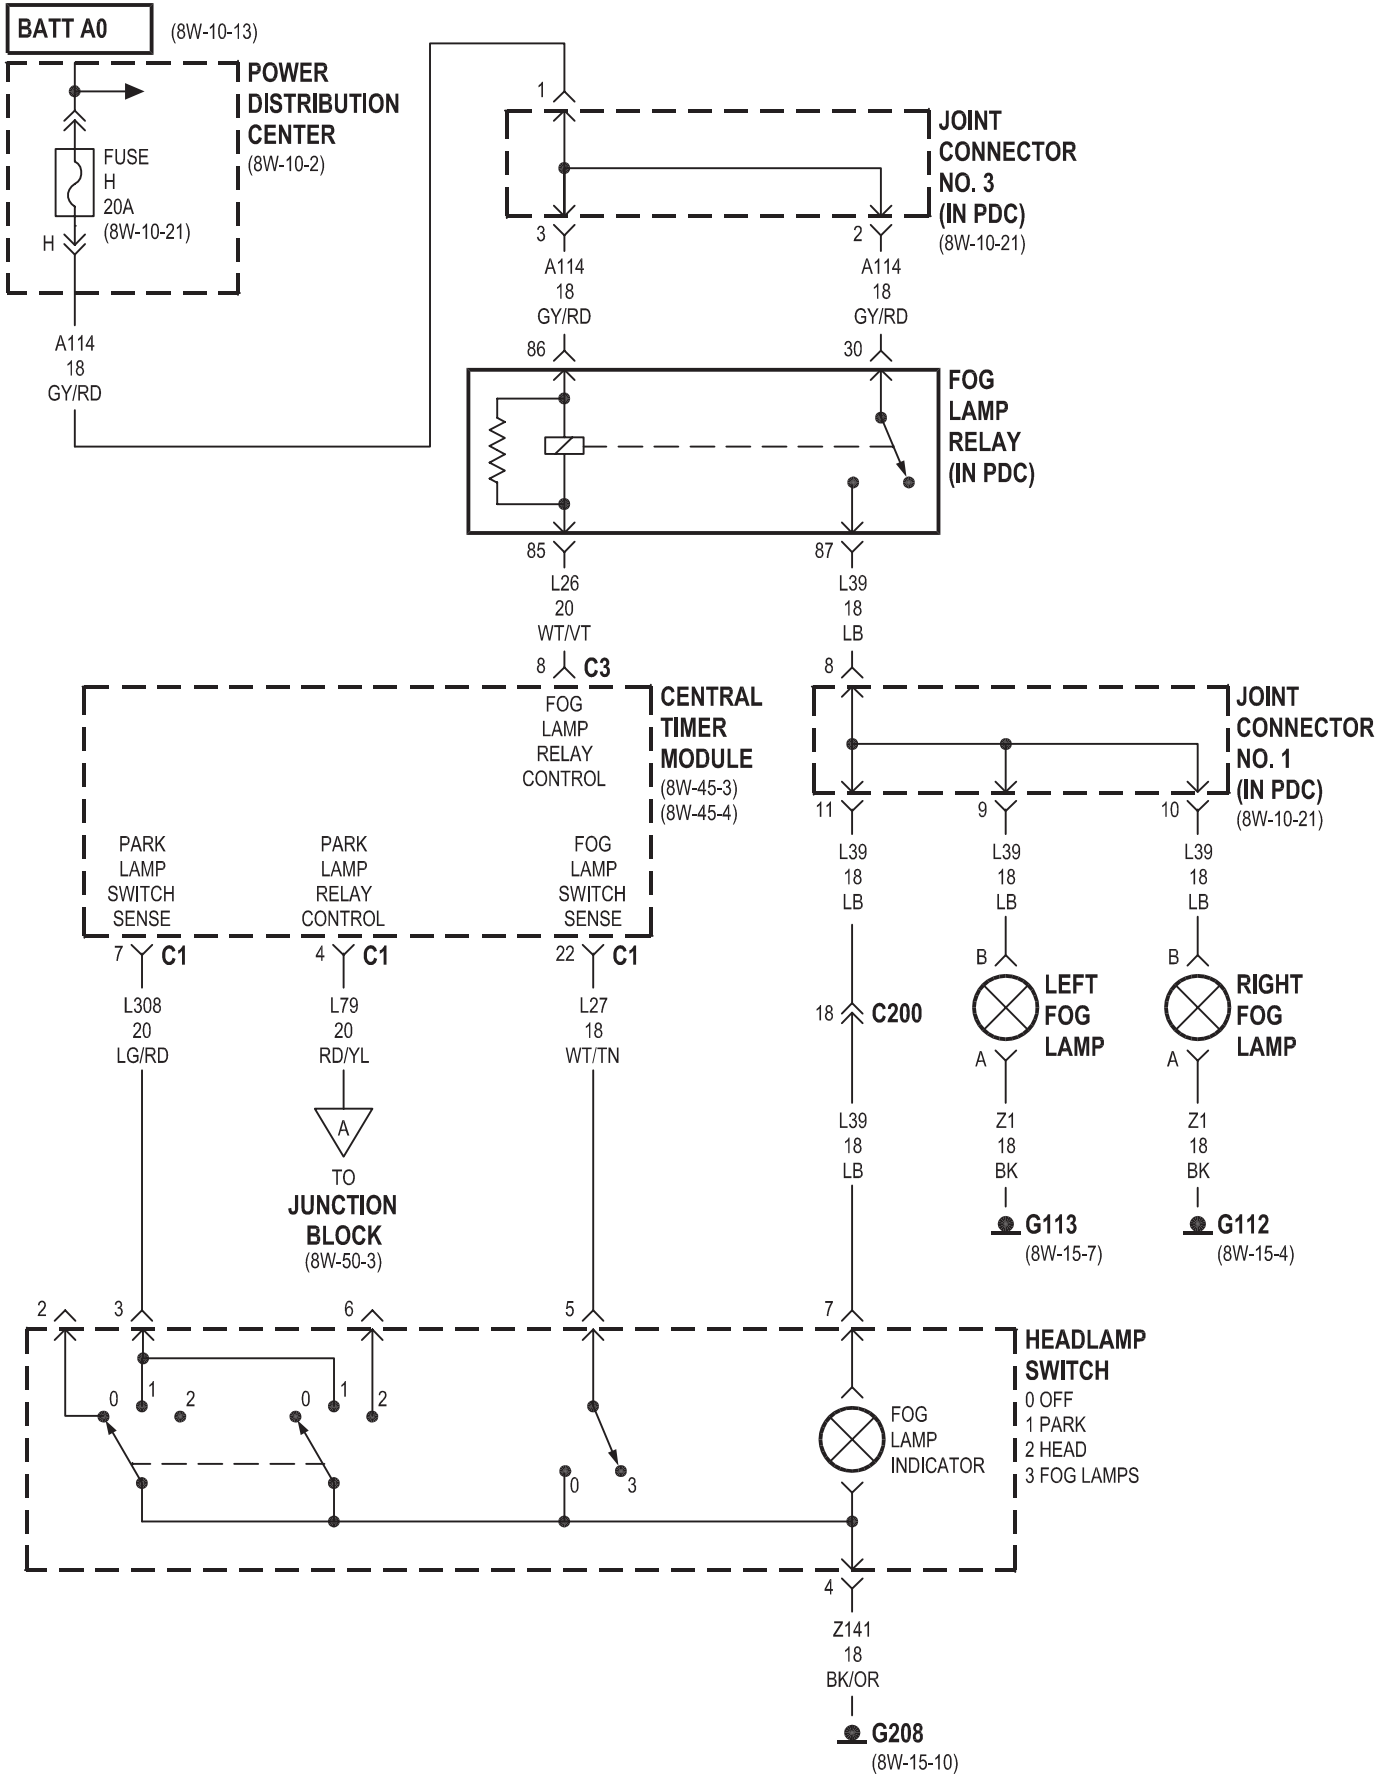 BATT A0
(8W-10-13)
POWER
DISTRIBUTION
CENTER
(8W-10-2)
FUSE
H
20A
(8W-10-21)
H
A114
18
GY/RD
1
JOINT
CONNECTOR
NO. 3
(IN PDC)
(8W-10-21)
3
2
A114
18
GY/RD
A114
18
GY/RD
86
30
FOG
LAMP
RELAY
(IN PDC)
85
87
L26
20
WT/VT
L39
18
LB
8
C3
8
FOG
LAMP
RELAY
CONTROL
CENTRAL
TIMER
MODULE
(8W-45-3)
(8W-45-4)
JOINT
CONNECTOR
NO. 1
(IN PDC)
(8W-10-21)
PARK
LAMP
SWITCH
SENSE
PARK
LAMP
RELAY
CONTROL
FOG
LAMP
SWITCH
SENSE
11
9
10
L39
18
LB
L39
18
LB
L39
18
LB
7
C1
4
C1
22
C1
L308
20
LG/RD
L79
20
RD/YL
L27
18
WT/TN
18
C200
B
LEFT
FOG
LAMP
A
B
RIGHT
FOG
LAMP
A
A
TO
JUNCTION
BLOCK
(8W-50-3)
L39
18
LB
Z1
18
BK
Z1
18
BK
G113
(8W-15-7)
G112
(8W-15-4)
2
3
6
5
7
HEADLAMP
SWITCH
0 OFF
1 PARK
2 HEAD
3 FOG LAMPS
0
1
2
0
1
2
0
3
FOG
LAMP
INDICATOR
4
Z141
18
BK/OR
G208
(8W-15-10)